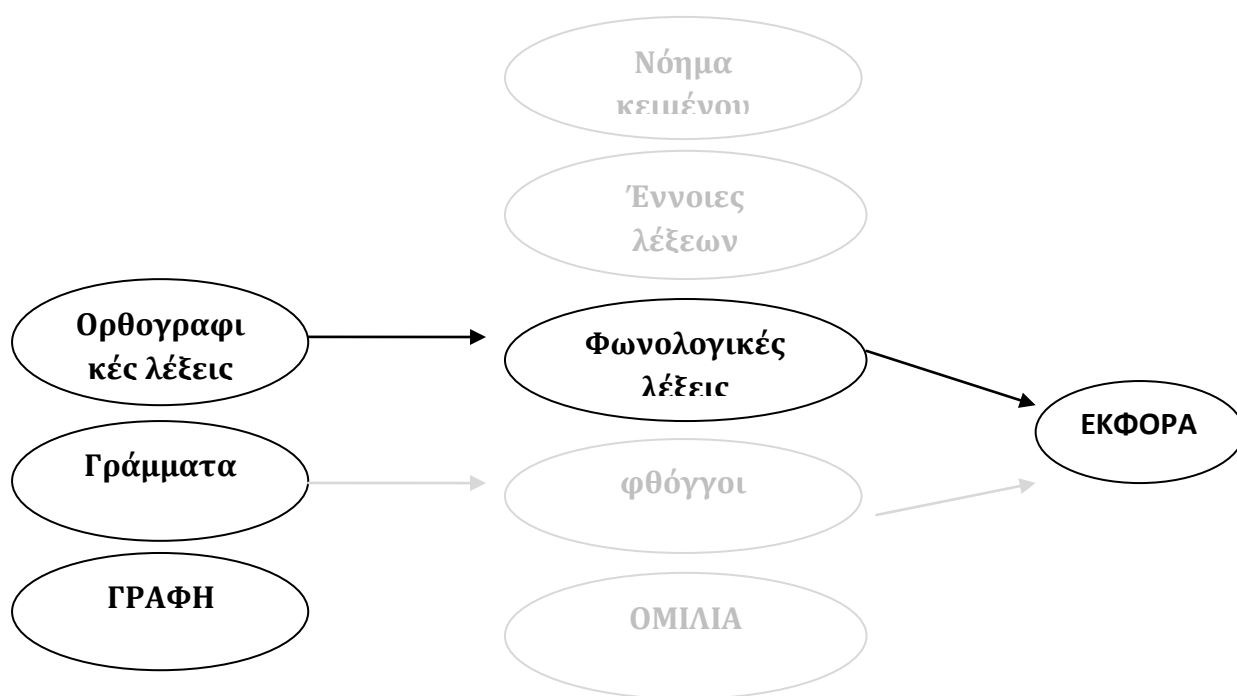 Νόημα
κειμένου
Έννοιες
λέξεων
Ορθογραφι
κές λέξεις
Φωνολογικές
λέξεις
Γράμματα
φθόγγοι
ΕΚΦΟΡΑ
ΓΡΑΦΗ
ΟΜΙΛΙΑ